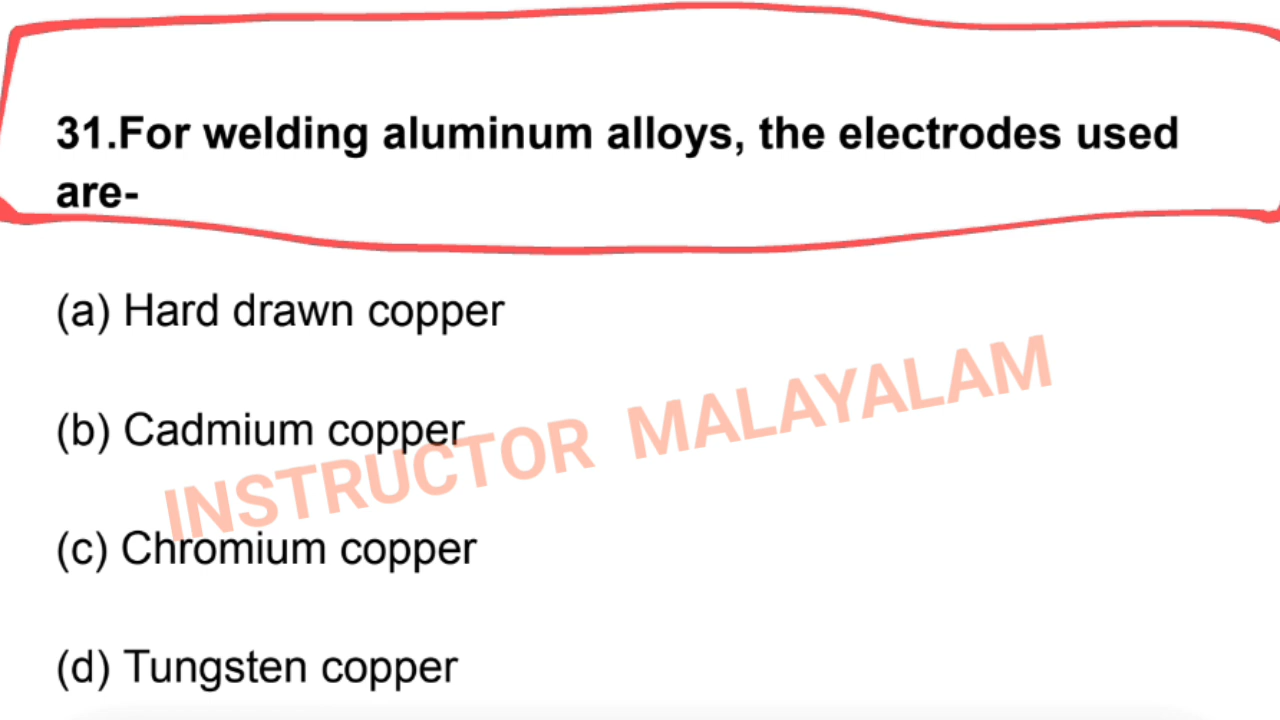 31.For welding aluminum alloys, the electrodes used
are-
(a) Hard drawn copper
(b) Cadmium copper
INSTRUCTOR MALAYALAM
(c) Chromium copper
(d) Tungsten copper